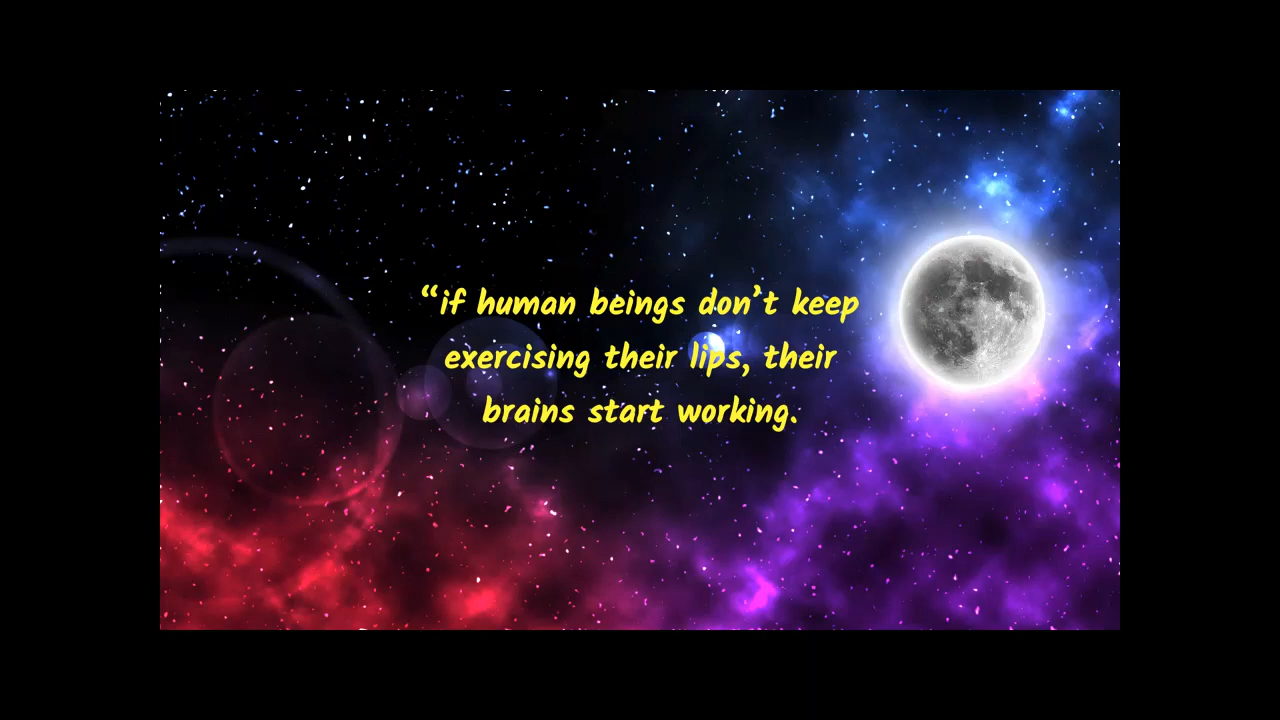 “if human beings don’t keep
exercising their lips, their
brains start working.